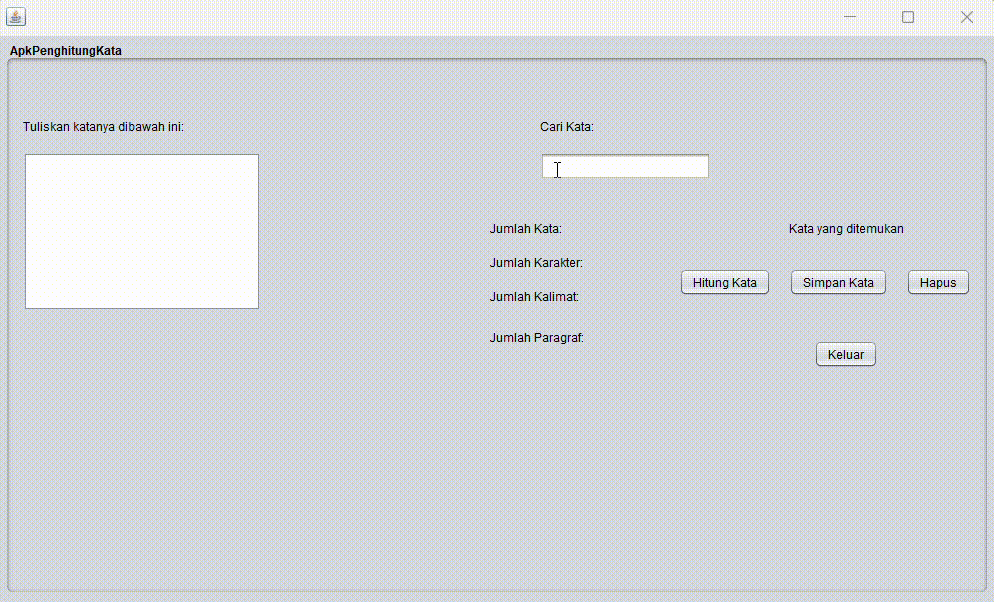 ApkPenghitungKata
Tuliskan katanya dibawah ini:
Cari Kata:
Jumlah Kata:
Kata yang ditemukan
Jumlah Karakter:
Hitung Kata
Simpan Kata
Hapus
Jumlah Kalimat:
Jumlah Paragraf:
Keluar